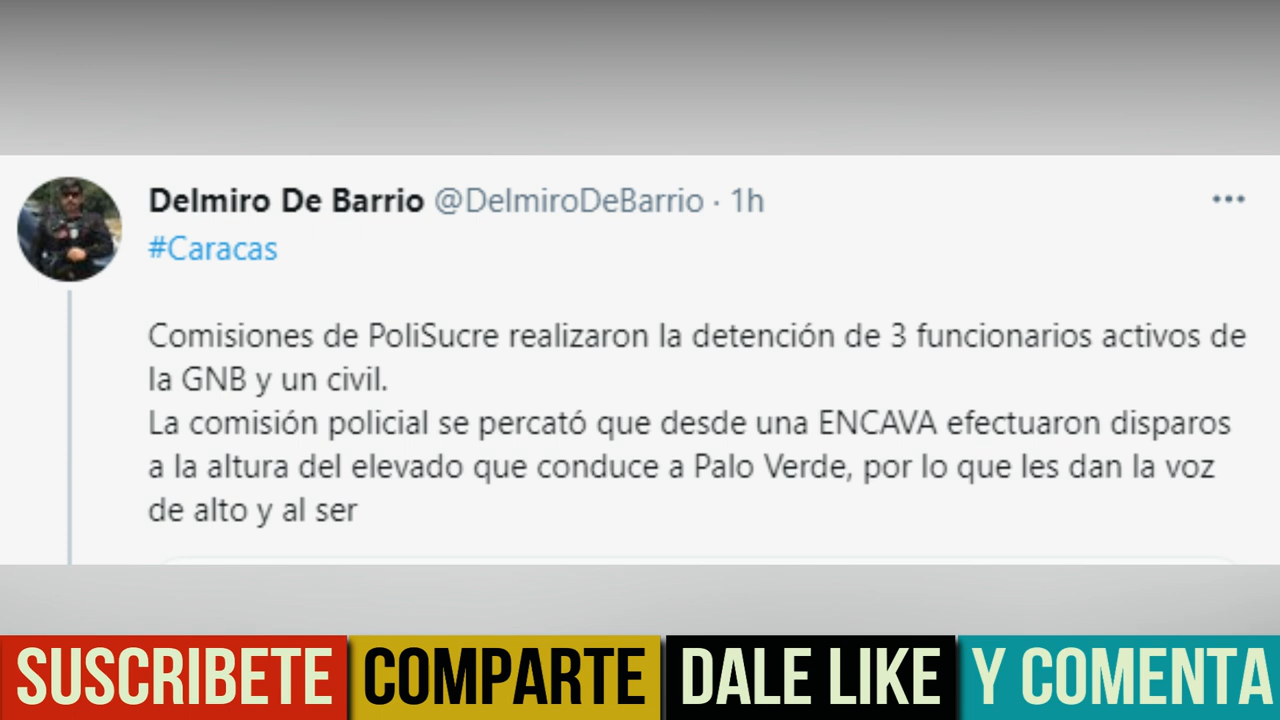 Delmiro De Barrio @DelmiroDeBarrio · 1h
#Caracas
Comisiones de PoliSucre realizaron la detención de 3 funcionarios activos de
la GNB y un civil.
La comisión policial se percató que desde una ENCAVA efectuaron disparos
a la altura del elevado que conduce a Palo Verde, por lo que les dan la voz
de alto y al ser
SUSCRIBETE COMPARTE DALE LIKE Y COMENTA